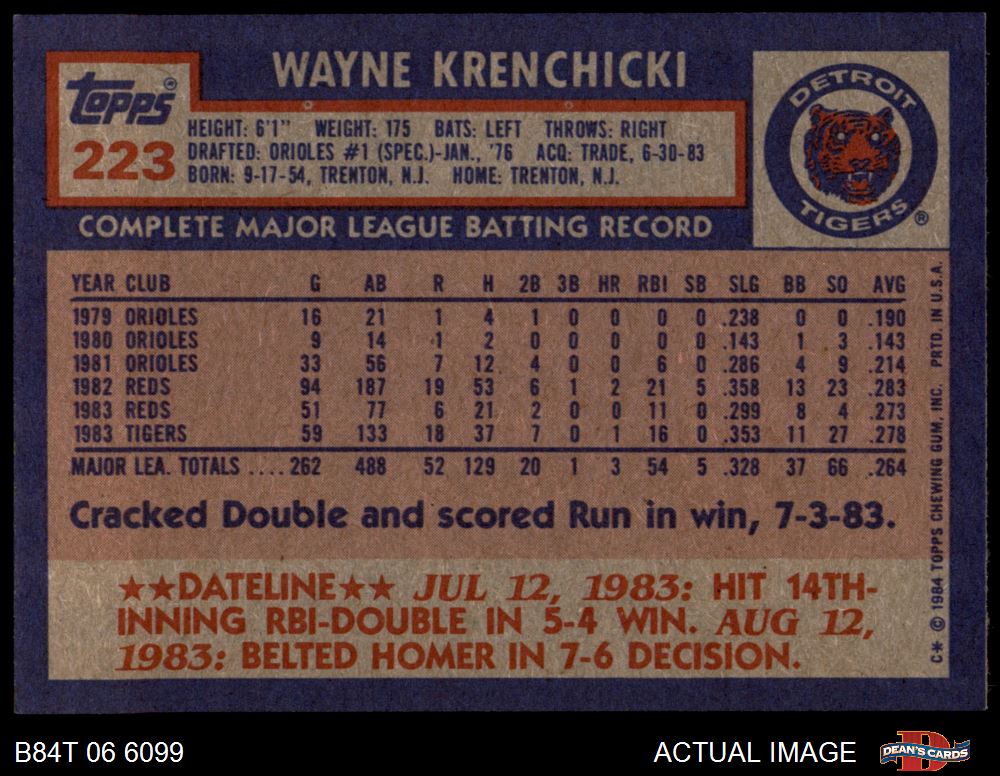 WAYNE KRENCHICKI
Topps®
223
HEIGHT: 6'1" WEIGHT: 175 BATS: LEFT THROWS: RIGHT
DRAFTED: ORIOLES #1 (SPEC.)-JAN., '76 ACQ: TRADE, 6-30-83
BORN: 9-17-54, TRENTON, N.J. HOME: TRENTON, N.J.
DETROIT
TIGERS®
COMPLETE MAJOR LEAGUE BATTING RECORD
YEAR CLUB G AB R H 2B 3B HR RBI SB SLG BB SO AVG
1979 ORIOLES 16 21 1 4 1 0 0 0 0 .238 0 0 .190
1980 ORIOLES 9 14 1 2 0 0 0 0 0 .143 1 3 .143
1981 ORIOLES 33 56 7 12 4 0 0 6 0 .286 4 9 .214
1982 REDS 94 187 19 53 6 1 2 21 5 .358 13 23 .283
1983 REDS 51 77 6 21 2 0 0 11 0 .299 8 4 .273
1983 TIGERS 59 133 18 37 7 0 1 16 0 .353 11 27 .278
MAJOR LEA. TOTALS .... 262 488 52 129 20 1 3 54 5 .328 37 66 .264
Cracked Double and scored Run in win, 7-3-83.
★★DATELINE★★ JUL 12, 1983: HIT 14TH-
INNING RBI-DOUBLE IN 5-4 WIN. AUG 12,
1983: BELTED HOMER IN 7-6 DECISION.
C* © 1984 TOPPS CHEWING GUM, INC. PRTD. IN U.S.A.
B84T 06 6099
ACTUAL IMAGE
D
DEAN'S CARDS